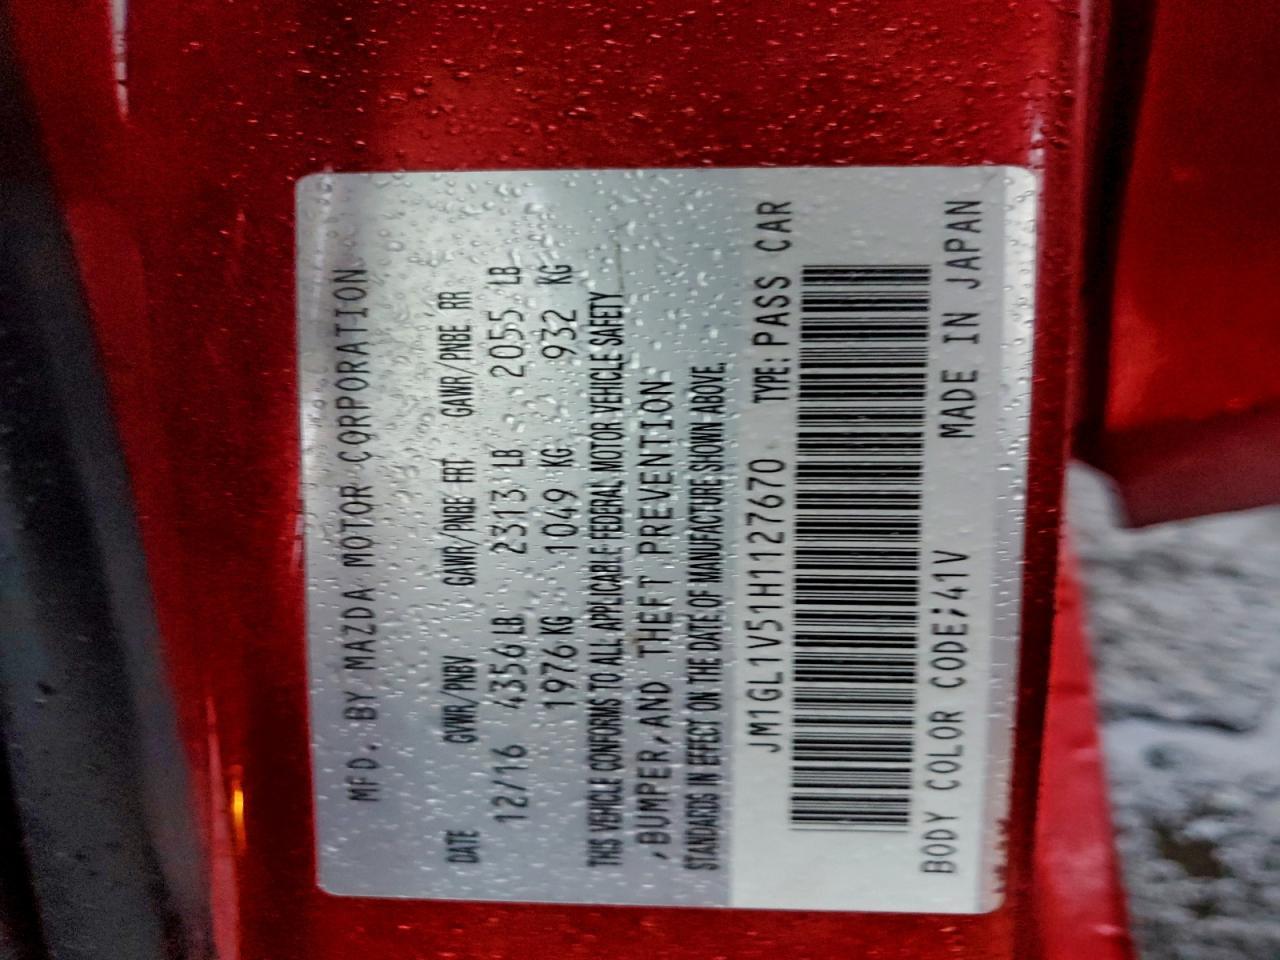 MFD. BY MAZDA MOTOR CORPORATION
DATE GVWR/PNBV GAWR/PNBE FRT GAWR/PNBE RR
12/16 4356 LB 2313 LB 2055 LB
1976 KG 1049 KG 932 KG
THIS VEHICLE CONFORMS TO ALL APPLICABLE FEDERAL MOTOR VEHICLE SAFETY
,BUMPER,AND THEFT PREVENTION
STANDARDS IN EFFECT ON THE DATE OF MANUFACTURE SHOWN ABOVE.
JM1GL1V51H1127670 TYPE: PASS CAR
BODY COLOR CODE;41V MADE IN JAPAN